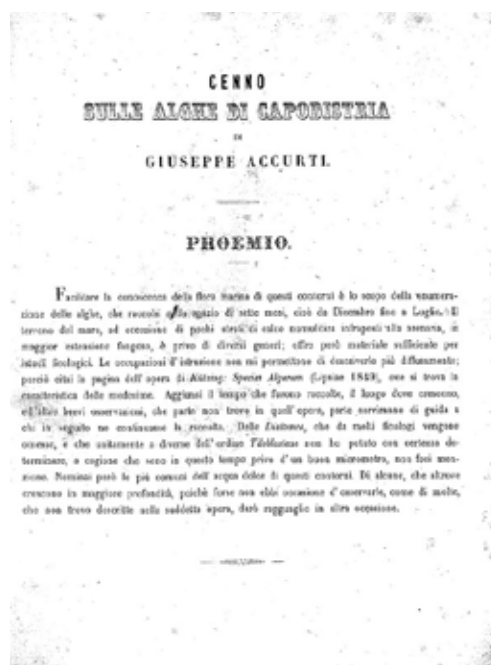 CENNO
SULLE ALGHE DI CAPODISTRIA
DI
GIUSEPPE ACCURTI.
PHOEMIO.
Facilitare la conoscenza della flora marina di questi contorni è lo scopo della enumera-
zione delle alghe, che raccolsi nello spazio di sette mesi, cioè da Dicembre fino a Luglio. Il
terreno del mare, ad eccezione di pochi strati di calce nummulitica infraposti alla arenaria, in
maggior estensione fangoso, è privo di diversi generi; offre però materiale sufficiente per
istudi ficologici. Le occupazioni d'istruzione non mi permettono di descriverle più diffusamente;
perciò citai la pagina dell'opera di Kützing: Species Algarum (Lipsiae 1849), ove si trova la
caratteristica delle medesime. Aggiunsi il tempo che furono raccolte, il luogo dove crescono,
ed altre brevi osservazioni, che parte non trovo in quell'opera, parte serviranno di guida a
chi in seguito ne continuasse la raccolta. Delle Diatomee, che da molti ficologi vengono
omesse, e che unitamente a diverse dell'ordine non ho potuto con certezza de-
terminare, a cagione che sono in questo tempo privo d'un buon micrometro, non feci men-
zione. Nominai però le più comuni dell'acqua dolce di questi contorni. Di alcune, che altrove
crescono in maggiore profondità, poichè forse non ebbi occasione d'osservarle, come di molte,
che non trovo descritte nella suddetta opera, darò ragguaglio in altra occasione.